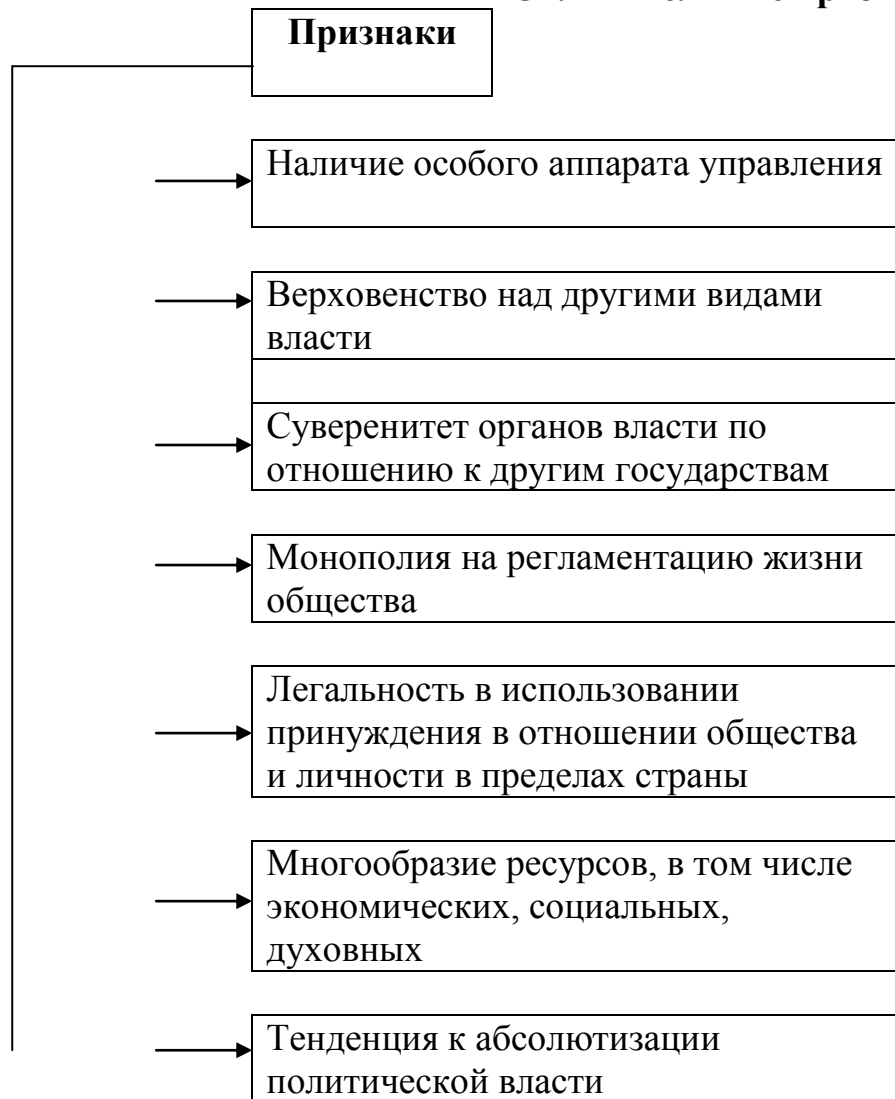 Признаки
Наличие особого аппарата управления
Верховенство над другими видами
власти
Суверенитет органов власти по
отношению к другим государствам
Монополия на регламентацию жизни
общества
Легальность в использовании
принуждения в отношении общества
и личности в пределах страны
Многообразие ресурсов, в том числе
экономических, социальных,
духовных
Тенденция к абсолютизации
политической власти